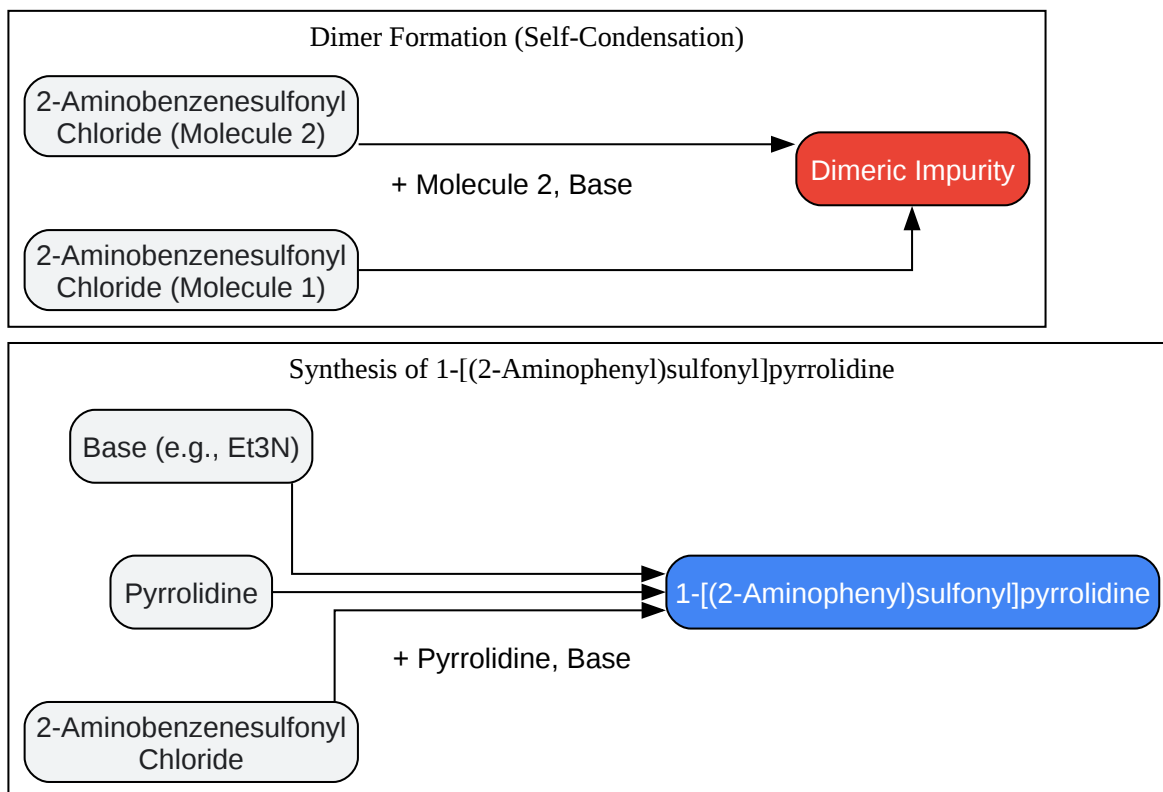 Dimer Formation (Self-Condensation)
2-Aminobenzenesulfonyl
Chloride (Molecule 2)
+ Molecule 2, Base
Dimeric Impurity
2-Aminobenzenesulfonyl
Chloride (Molecule 1)
Synthesis of 1-[(2-Aminophenyl)sulfonyl]pyrrolidine
Base (e.g., Et3N)
Pyrrolidine
1-[(2-Aminophenyl)sulfonyl]pyrrolidine
+ Pyrrolidine, Base
2-Aminobenzenesulfonyl
Chloride